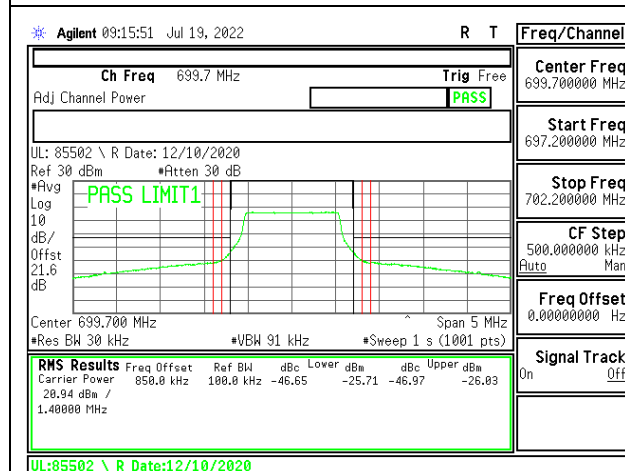 Agilent 09:15:51 Jul 19, 2022 R T
Freq/Channel
Ch Freq 699.7 MHz Trig Free
Adj Channel Power PASS
Center Freq
699.700000 MHz
Start Freq
697.200000 MHz
Stop Freq
702.200000 MHz
CF Step
500.000000 kHz
Auto Man
Freq Offset
0.00000000 Hz
Signal Track
On Off
UL: 85502 \ R Date: 12/10/2020
Ref 30 dBm #Atten 30 dB
#Avg
Log
10
dB/
Offst
21.6
dB
PASS LIMIT1
Center 699.700 MHz ^ Span 5 MHz
#Res BW 30 kHz #VBW 91 kHz #Sweep 1 s (1001 pts)
RMS Results Freq Offset Ref BW dBc Lower dBm dBc Upper dBm
Carrier Power 850.0 kHz 100.0 kHz -46.65 -25.71 -46.97 -26.03
20.94 dBm /
1.40000 MHz
UL:85502 \ R Date:12/10/2020